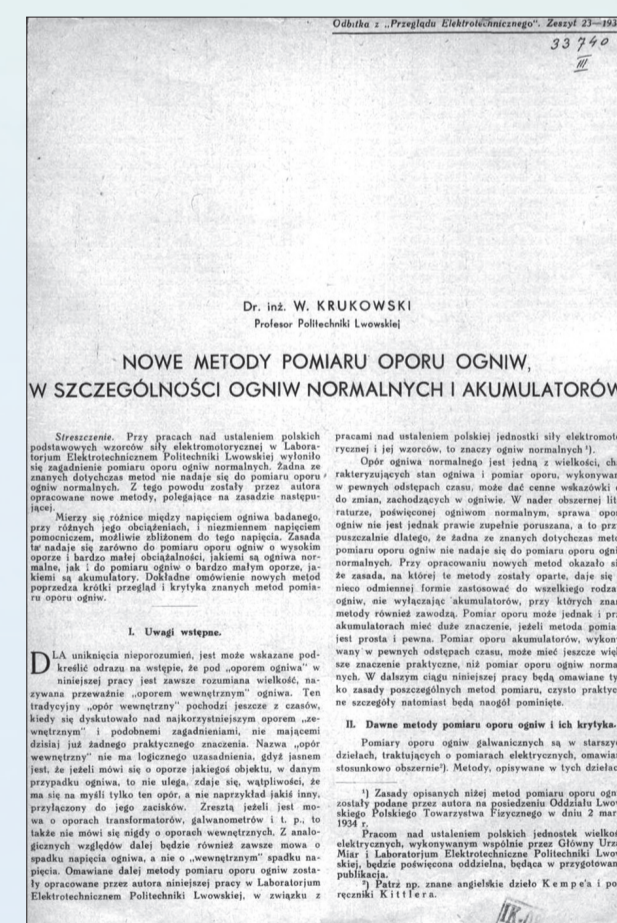 Odbitka z „Przeglądu Elektrotechnicznego". Zeszyt 23—193
33 740
III
Dr. inż. W. KRUKOWSKI
Profesor Politechniki Lwowskiej
NOWE METODY POMIARU OPORU OGNIW,
W SZCZEGÓLNOŚCI OGNIW NORMALNYCH I AKUMULATORÓW
Streszczenie. Przy pracach nad ustaleniem polskich
podstawowych wzorców siły elektromotorycznej w Labora-
torjum Elektrotechnicznem Politechniki Lwowskiej wyłoniło
się zagadnienie pomiaru oporu ogniw normalnych. Żadna ze
znanych dotychczas metod nie nadaje się do pomiaru oporu
ogniw normalnych. Z tego powodu zostały przez autora
opracowane nowe metody, polegające na zasadzie następu-
jącej.
Mierzy się różnice między napięciem ogniwa badanego,
przy różnych jego obciążeniach, i niezmiennem napięciem
pomocniczem, możliwie zbliżonem do tego napięcia. Zasada
ta nadaje się zarówno do pomiaru oporu ogniw o wysokim
oporze i bardzo małej obciążalności, jakiemi są ogniwa nor-
malne, jak i do pomiaru ogniw o bardzo małym oporze, ja-
kiemi są akumulatory. Dokładne omówienie nowych metod
poprzedza krótki przegląd i krytyka znanych metod pomia-
ru oporu ogniw.
I. Uwagi wstępne.
DLA uniknięcia nieporozumień, jest może wskazane pod-
kreślić odrazu na wstępie, że pod „oporem ogniwa" w
niniejszej pracy jest zawsze rozumiana wielkość, na-
zywana przeważnie „oporem wewnętrznym" ogniwa. Ten
tradycyjny „opór wewnętrzny" pochodzi jeszcze z czasów,
kiedy się dyskutowało nad najkorzystniejszym oporem „ze-
wnętrznym" i podobnemi zagadnieniami, nie mającemi
dzisiaj już żadnego praktycznego znaczenia. Nazwa „opór
wewnętrzny" nie ma logicznego uzasadnienia, gdyż jasnem
jest, że jeżeli mówi się o oporze jakiegoś objektu, w danym
przypadku ogniwa, to nie ulega, zdaje się, wątpliwości, że
ma się na myśli tylko ten opór, a nie naprzykład jakiś inny,
przyłączony do jego zacisków. Zresztą jeżeli jest mo-
wa o oporach transformatorów, galwanometrów i t. p., to
także nie mówi się nigdy o oporach wewnętrznych. Z analo-
gicznych względów dalej będzie również zawsze mowa o
spadku napięcia ogniwa, a nie o „wewnętrznym" spadku na-
pięcia. Omawiane dalej metody pomiaru oporu ogniw zosta-
ły opracowane przez autora niniejszej pracy w Laboratorjum
Elektrotechnicznem Politechniki Lwowskiej, w związku z
pracami nad ustaleniem polskiej jednostki siły elektromoto
rycznej i jej wzorców, to znaczy ogniw normalnych ¹).
Opór ogniwa normalnego jest jedną z wielkości, cha
rakteryzujących stan ogniwa i pomiar oporu, wykonywan
w pewnych odstępach czasu, może dać cenne wskazówki
do zmian, zachodzących w ogniwie. W nader obszernej lit
raturze, poświęconej ogniwom normalnym, sprawa opor
ogniw nie jest jednak prawie zupełnie poruszana, a to przy
puszczalnie dlatego, że żadna ze znanych dotychczas metod
pomiaru oporu ogniw nie nadaje się do pomiaru oporu ogni
normalnych. Przy opracowaniu nowych metod okazało si
że zasada, na której te metody zostały oparte, daje się
nieco odmiennej formie zastosować do wszelkiego rodza
ogniw, nie wyłączając akumulatorów, przy których znan
metody również zawodzą. Pomiar oporu może jednak i prz
akumulatorach mieć duże znaczenie, jeżeli metoda pomia
jest prosta i pewna. Pomiar oporu akumulatorów, wykony
wany w pewnych odstępach czasu, może mieć jeszcze więk
sze znaczenie praktyczne, niż pomiar oporu ogniw norma
nych. W dalszym ciągu niniejszej pracy będą omawiane ty
ko zasady poszczególnych metod pomiaru, czysto praktycz
ne szczegóły natomiast będą naogół pominięte.
II. Dawne metody pomiaru oporu ogniw i ich krytyka.
Pomiary oporu ogniw galwanicznych są w starszyc
dziełach, traktujących o pomiarach elektrycznych, omawian
stosunkowo obszernie²). Metody, opisywane w tych dziełac
¹) Zasady opisanych niżej metod pomiaru oporu ogni
zostały podane przez autora na posiedzeniu Oddziału Lwow
skiego Polskiego Towarzystwa Fizycznego w dniu 2 marc
1934 r.
Pracom nad ustaleniem polskich jednostek wielkoś
elektrycznych, wykonywanym wspólnie przez Główny Urzą
Miar i Laboratorjum Elektrotechniczne Politechniki Lwow
skiej, będzie poświęcona oddzielna, będąca w przygotowani
publikacja.
²) Patrz np. znane angielskie dzieło Kempe'a i po
ręczniki Kittlera.